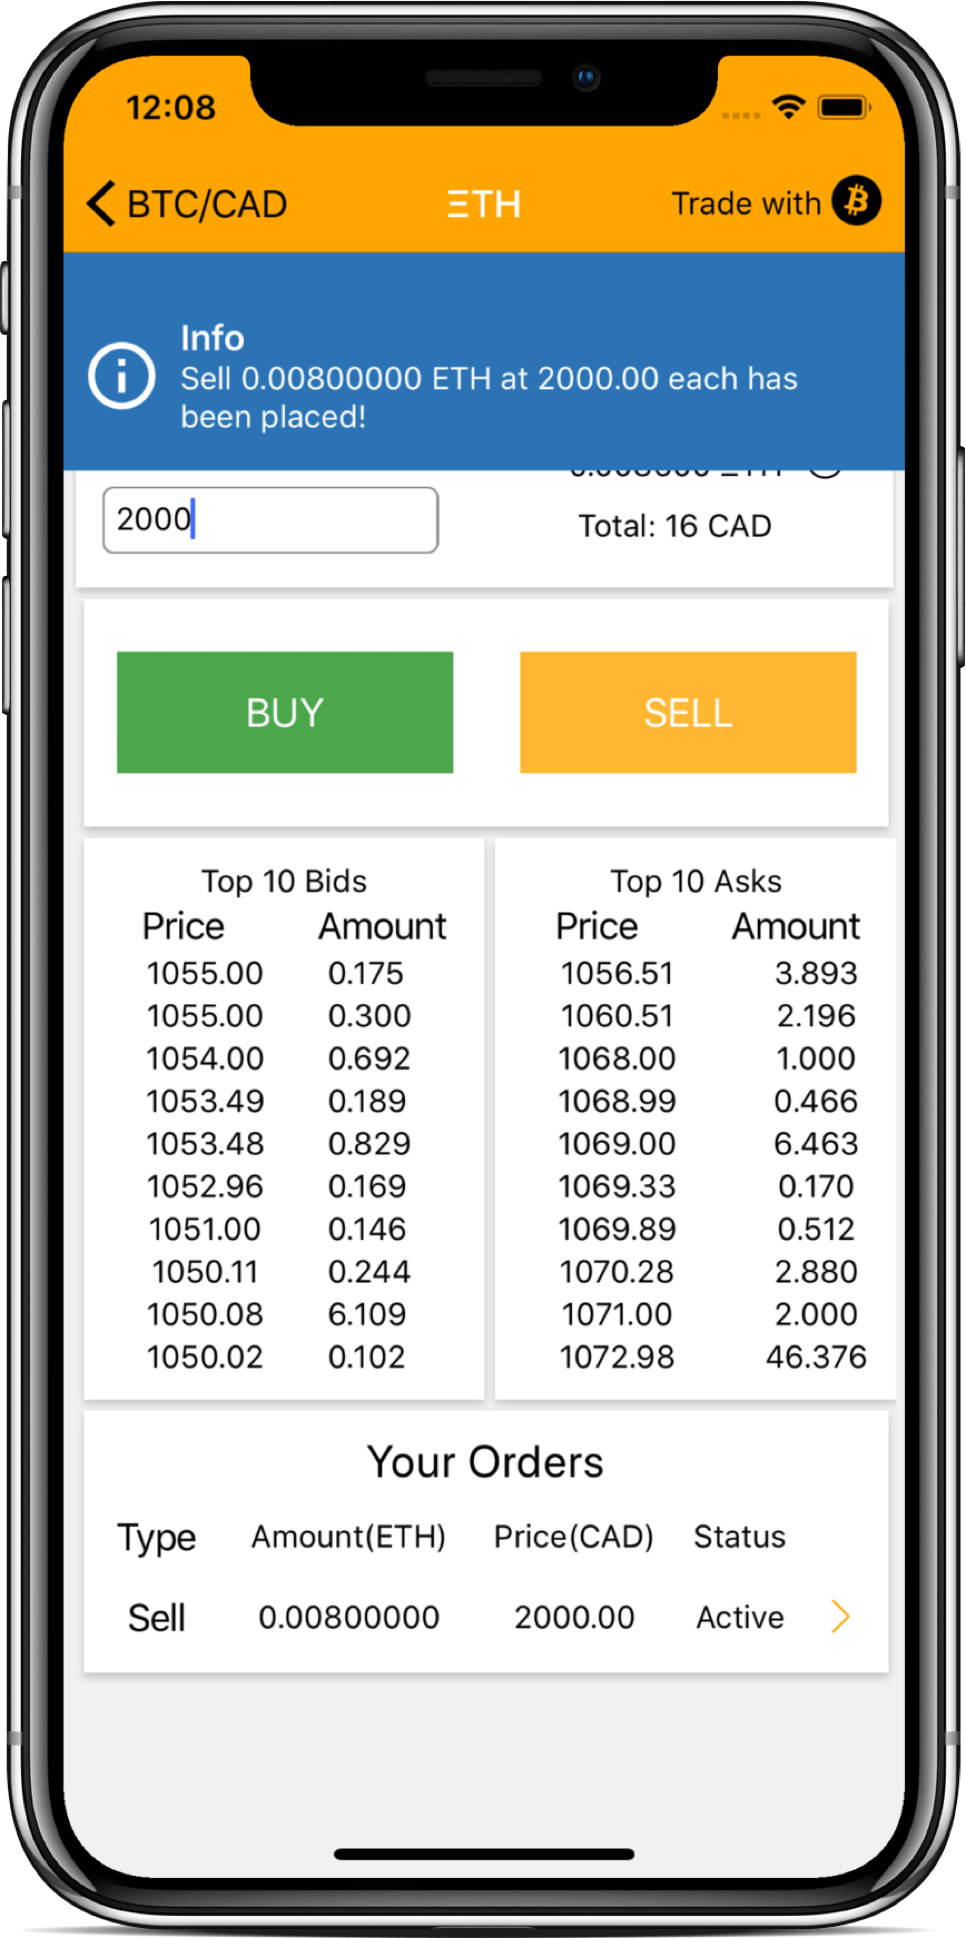 12:08
BTC/CAD ΞTH Trade with
Info
Sell 0.00800000 ETH at 2000.00 each has
been placed!
2000
Total: 16 CAD
BUY SELL
Top 10 Bids Top 10 Asks
Price Amount Price Amount
1055.00 0.175 1056.51 3.893
1055.00 0.300 1060.51 2.196
1054.00 0.692 1068.00 1.000
1053.49 0.189 1068.99 0.466
1053.48 0.829 1069.00 6.463
1052.96 0.169 1069.33 0.170
1051.00 0.146 1069.89 0.512
1050.11 0.244 1070.28 2.880
1050.08 6.109 1071.00 2.000
1050.02 0.102 1072.98 46.376
Your Orders
Type Amount(ETH) Price(CAD) Status
Sell 0.00800000 2000.00 Active